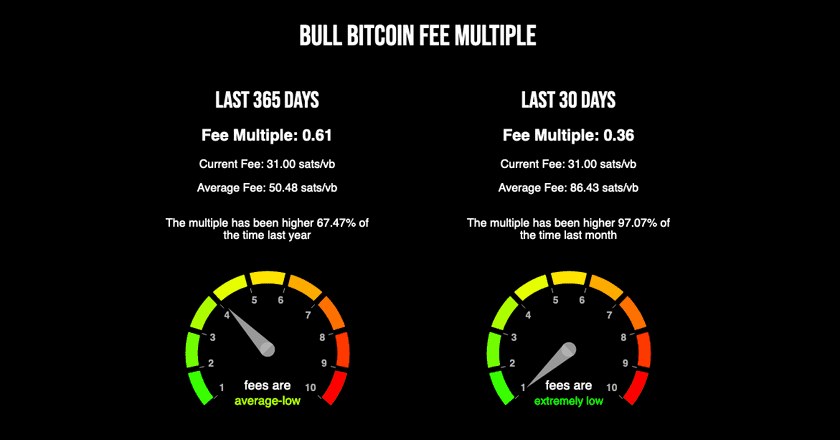 BULL BITCOIN FEE MULTIPLE
LAST 365 DAYS
Fee Multiple: 0.61
Current Fee: 31.00 sats/vb
Average Fee: 50.48 sats/vb
The multiple has been higher 67.47% of
the time last year
1
2
3
4
5
6
7
8
9
10
fees are
average-low
LAST 30 DAYS
Fee Multiple: 0.36
Current Fee: 31.00 sats/vb
Average Fee: 86.43 sats/vb
The multiple has been higher 97.07% of
the time last month
1
2
3
4
5
6
7
8
9
10
fees are
extremely low